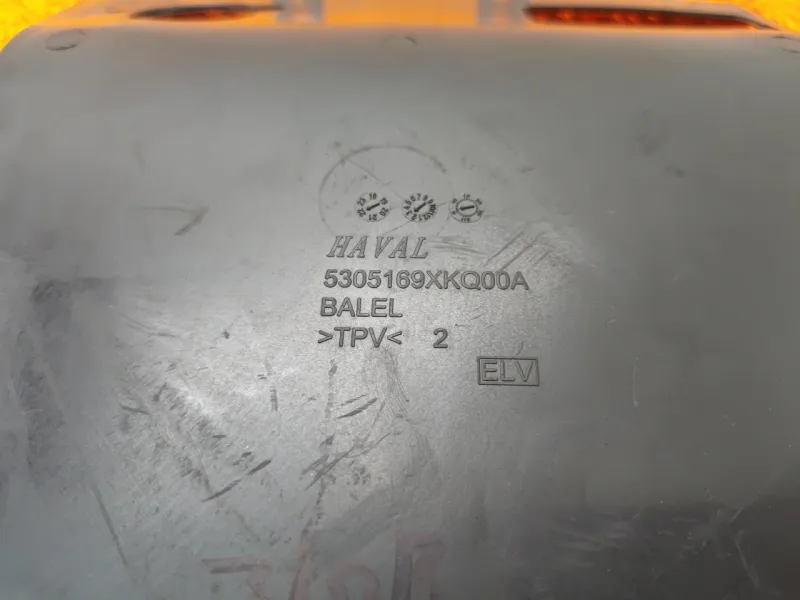 HAVAL
5305169XKQ00A
BALEL
>TPV< 2
ELV